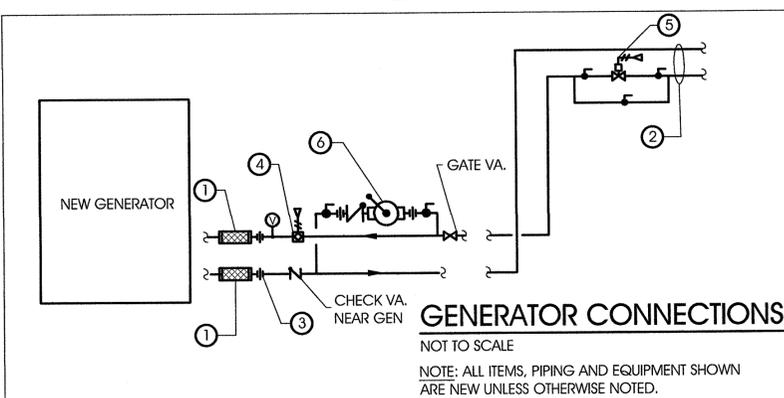 5
2
6
GATE VA.
4
1
NEW GENERATOR
V
CHECK VA.
NEAR GEN
3
1
GENERATOR CONNECTIONS
NOT TO SCALE
NOTE: ALL ITEMS, PIPING AND EQUIPMENT SHOWN
ARE NEW UNLESS OTHERWISE NOTED.